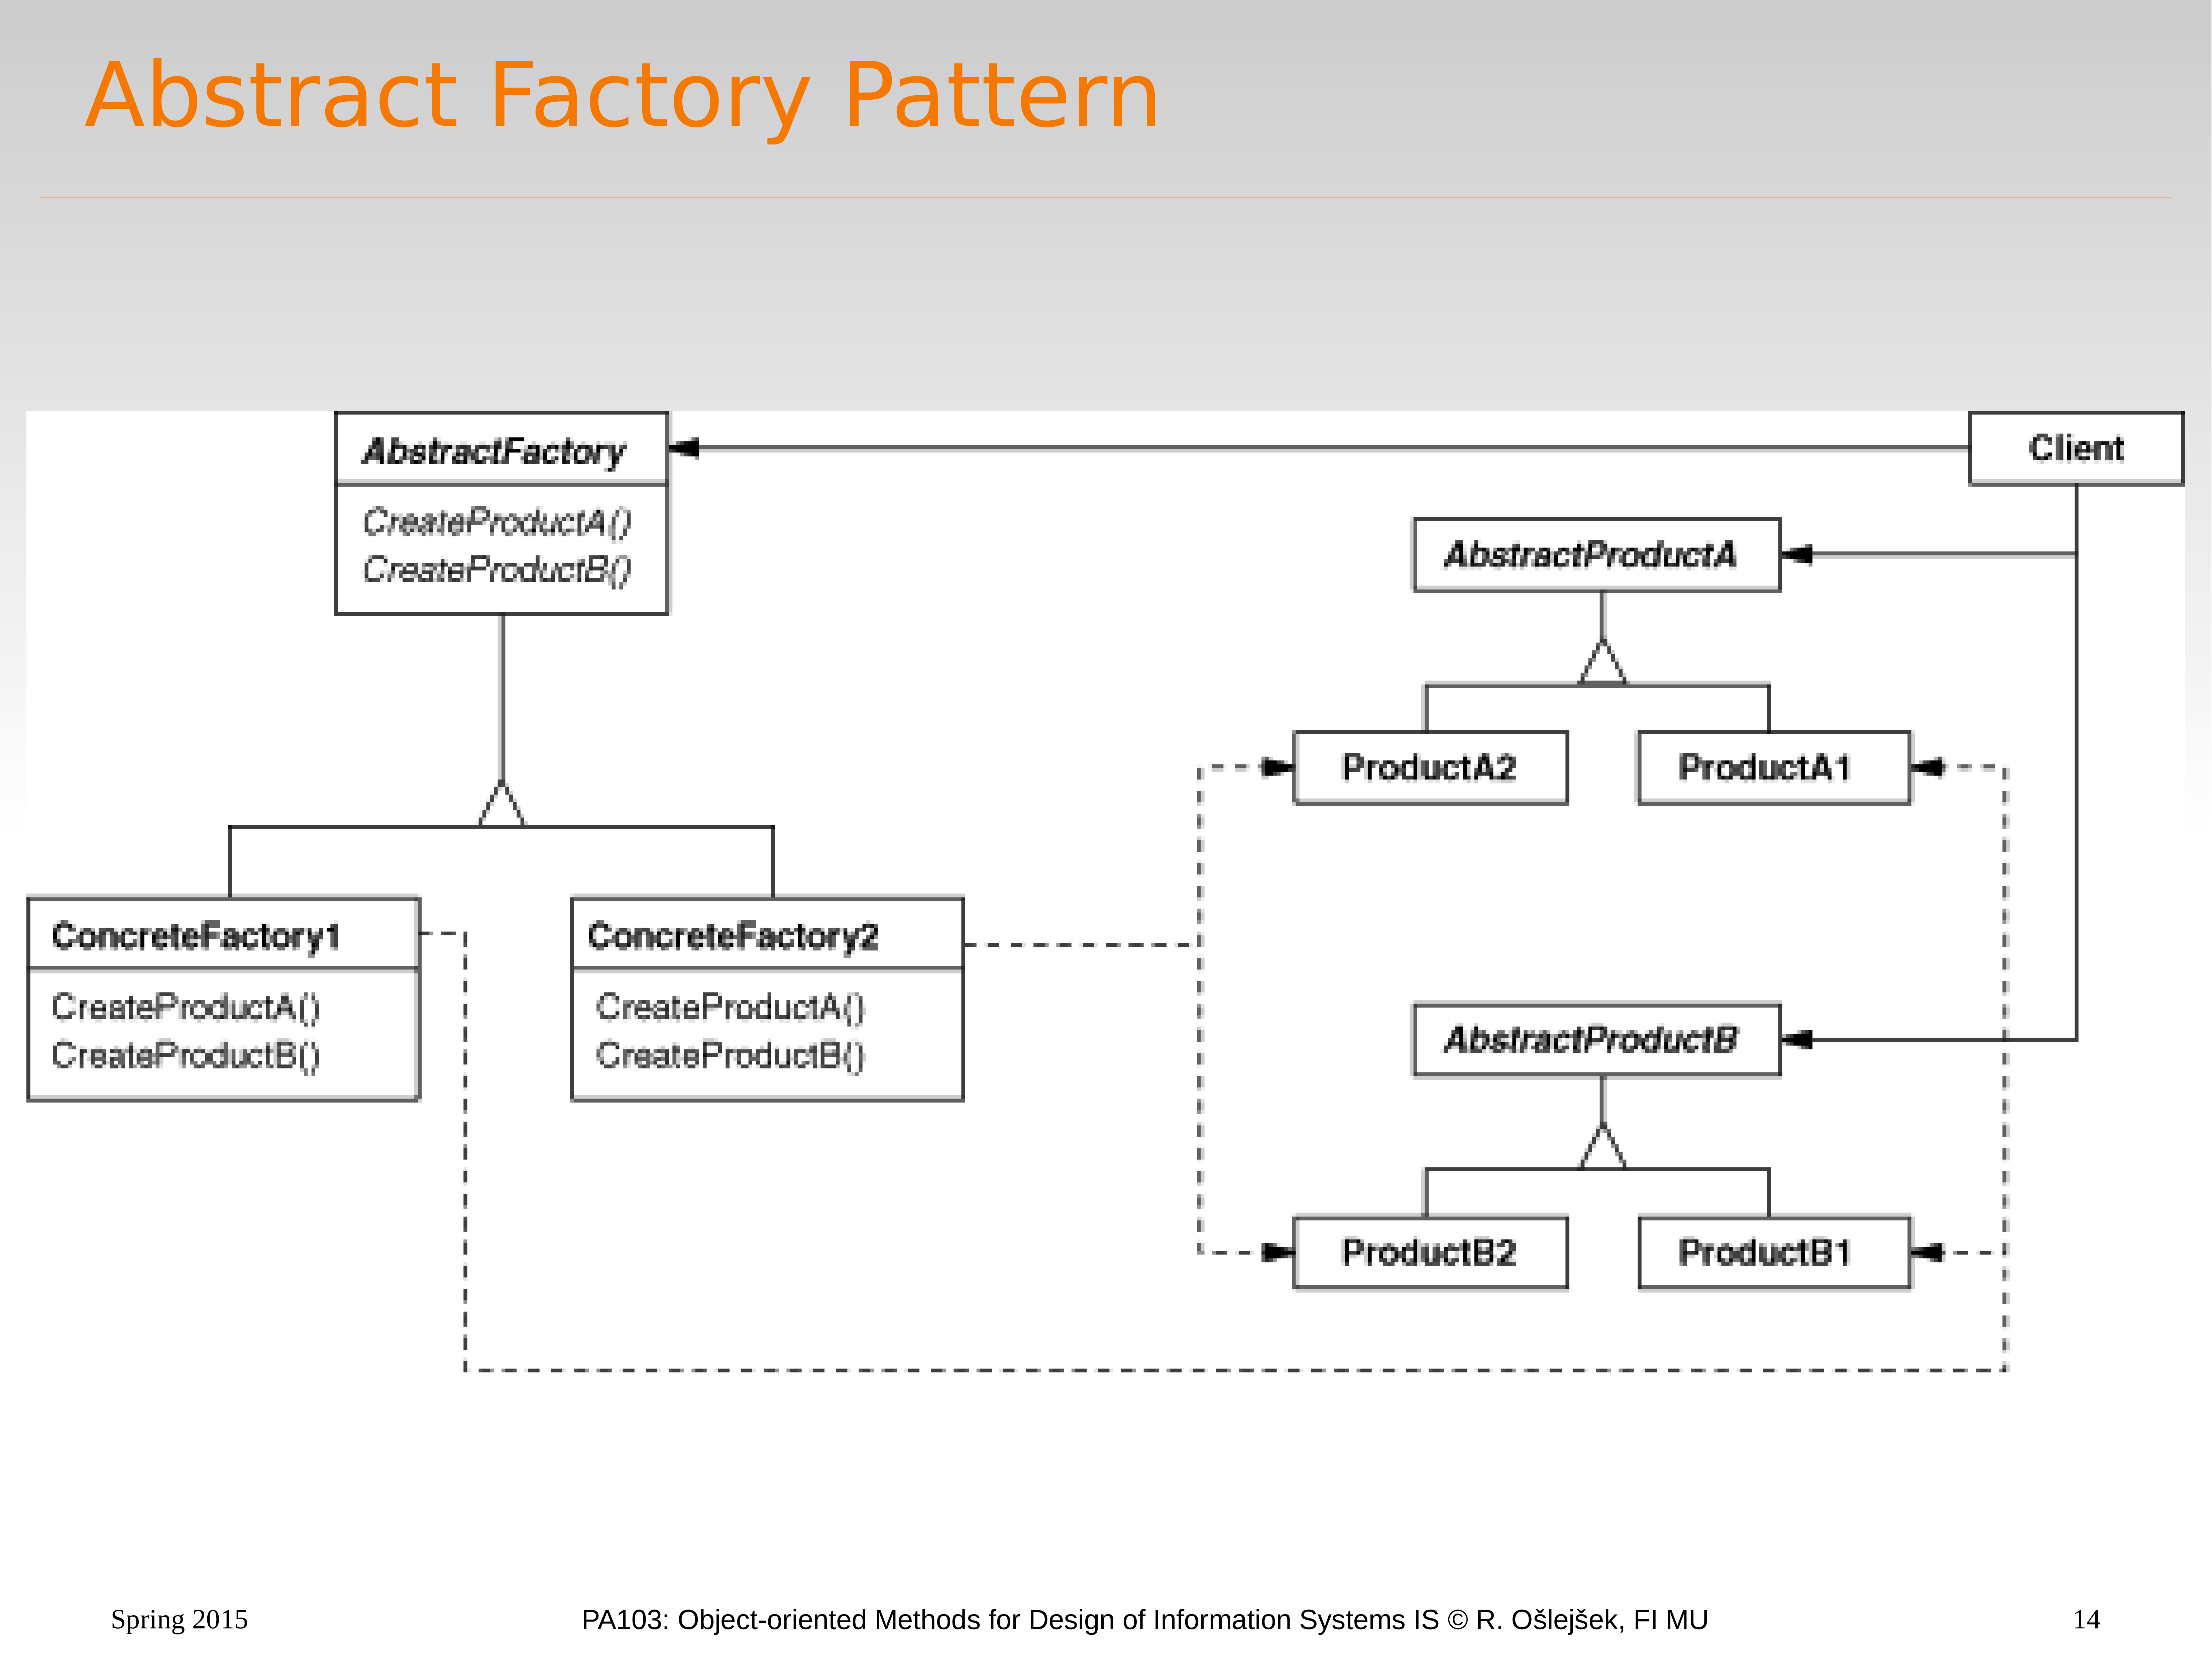 Abstract Factory Pattern
AbstractFactory
CreateProductA()
CreateProductB()
Client
AbstractProductA
ProductA2
ProductA1
ConcreteFactory1
CreateProductA()
CreateProductB()
ConcreteFactory2
CreateProductA()
CreateProductB()
AbstractProductB
ProductB2
ProductB1
Spring 2015
PA103: Object-oriented Methods for Design of Information Systems IS © R. Ošlejšek, FI MU
14